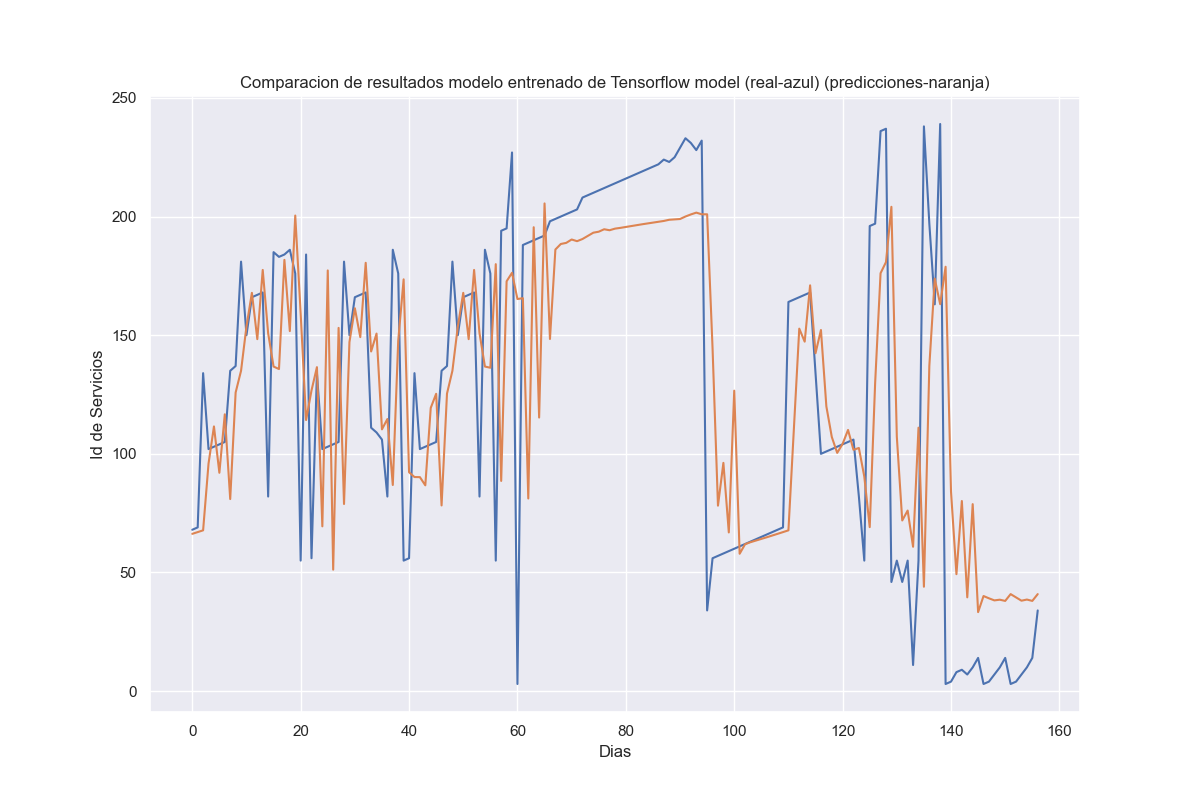 Comparacion de resultados modelo entrenado de Tensorflow model (real-azul) (predicciones-naranja)
250
200
150
100
50
0
Id de Servicios
0 20 40 60 80 100 120 140 160
Dias